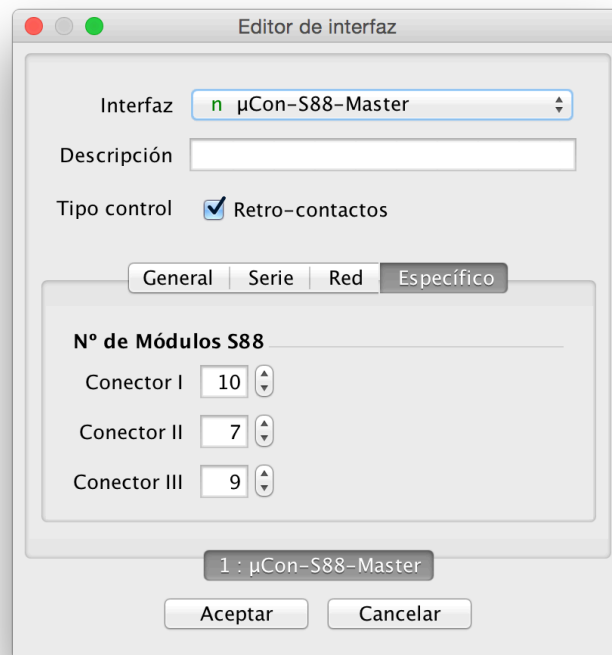 Editor de interfaz
Interfaz n µCon-S88-Master
Descripción
Tipo control Retro-contactos
General Serie Red Específico
Nº de Módulos S88
Conector I 10
Conector II 7
Conector III 9
1 : µCon-S88-Master
Aceptar Cancelar